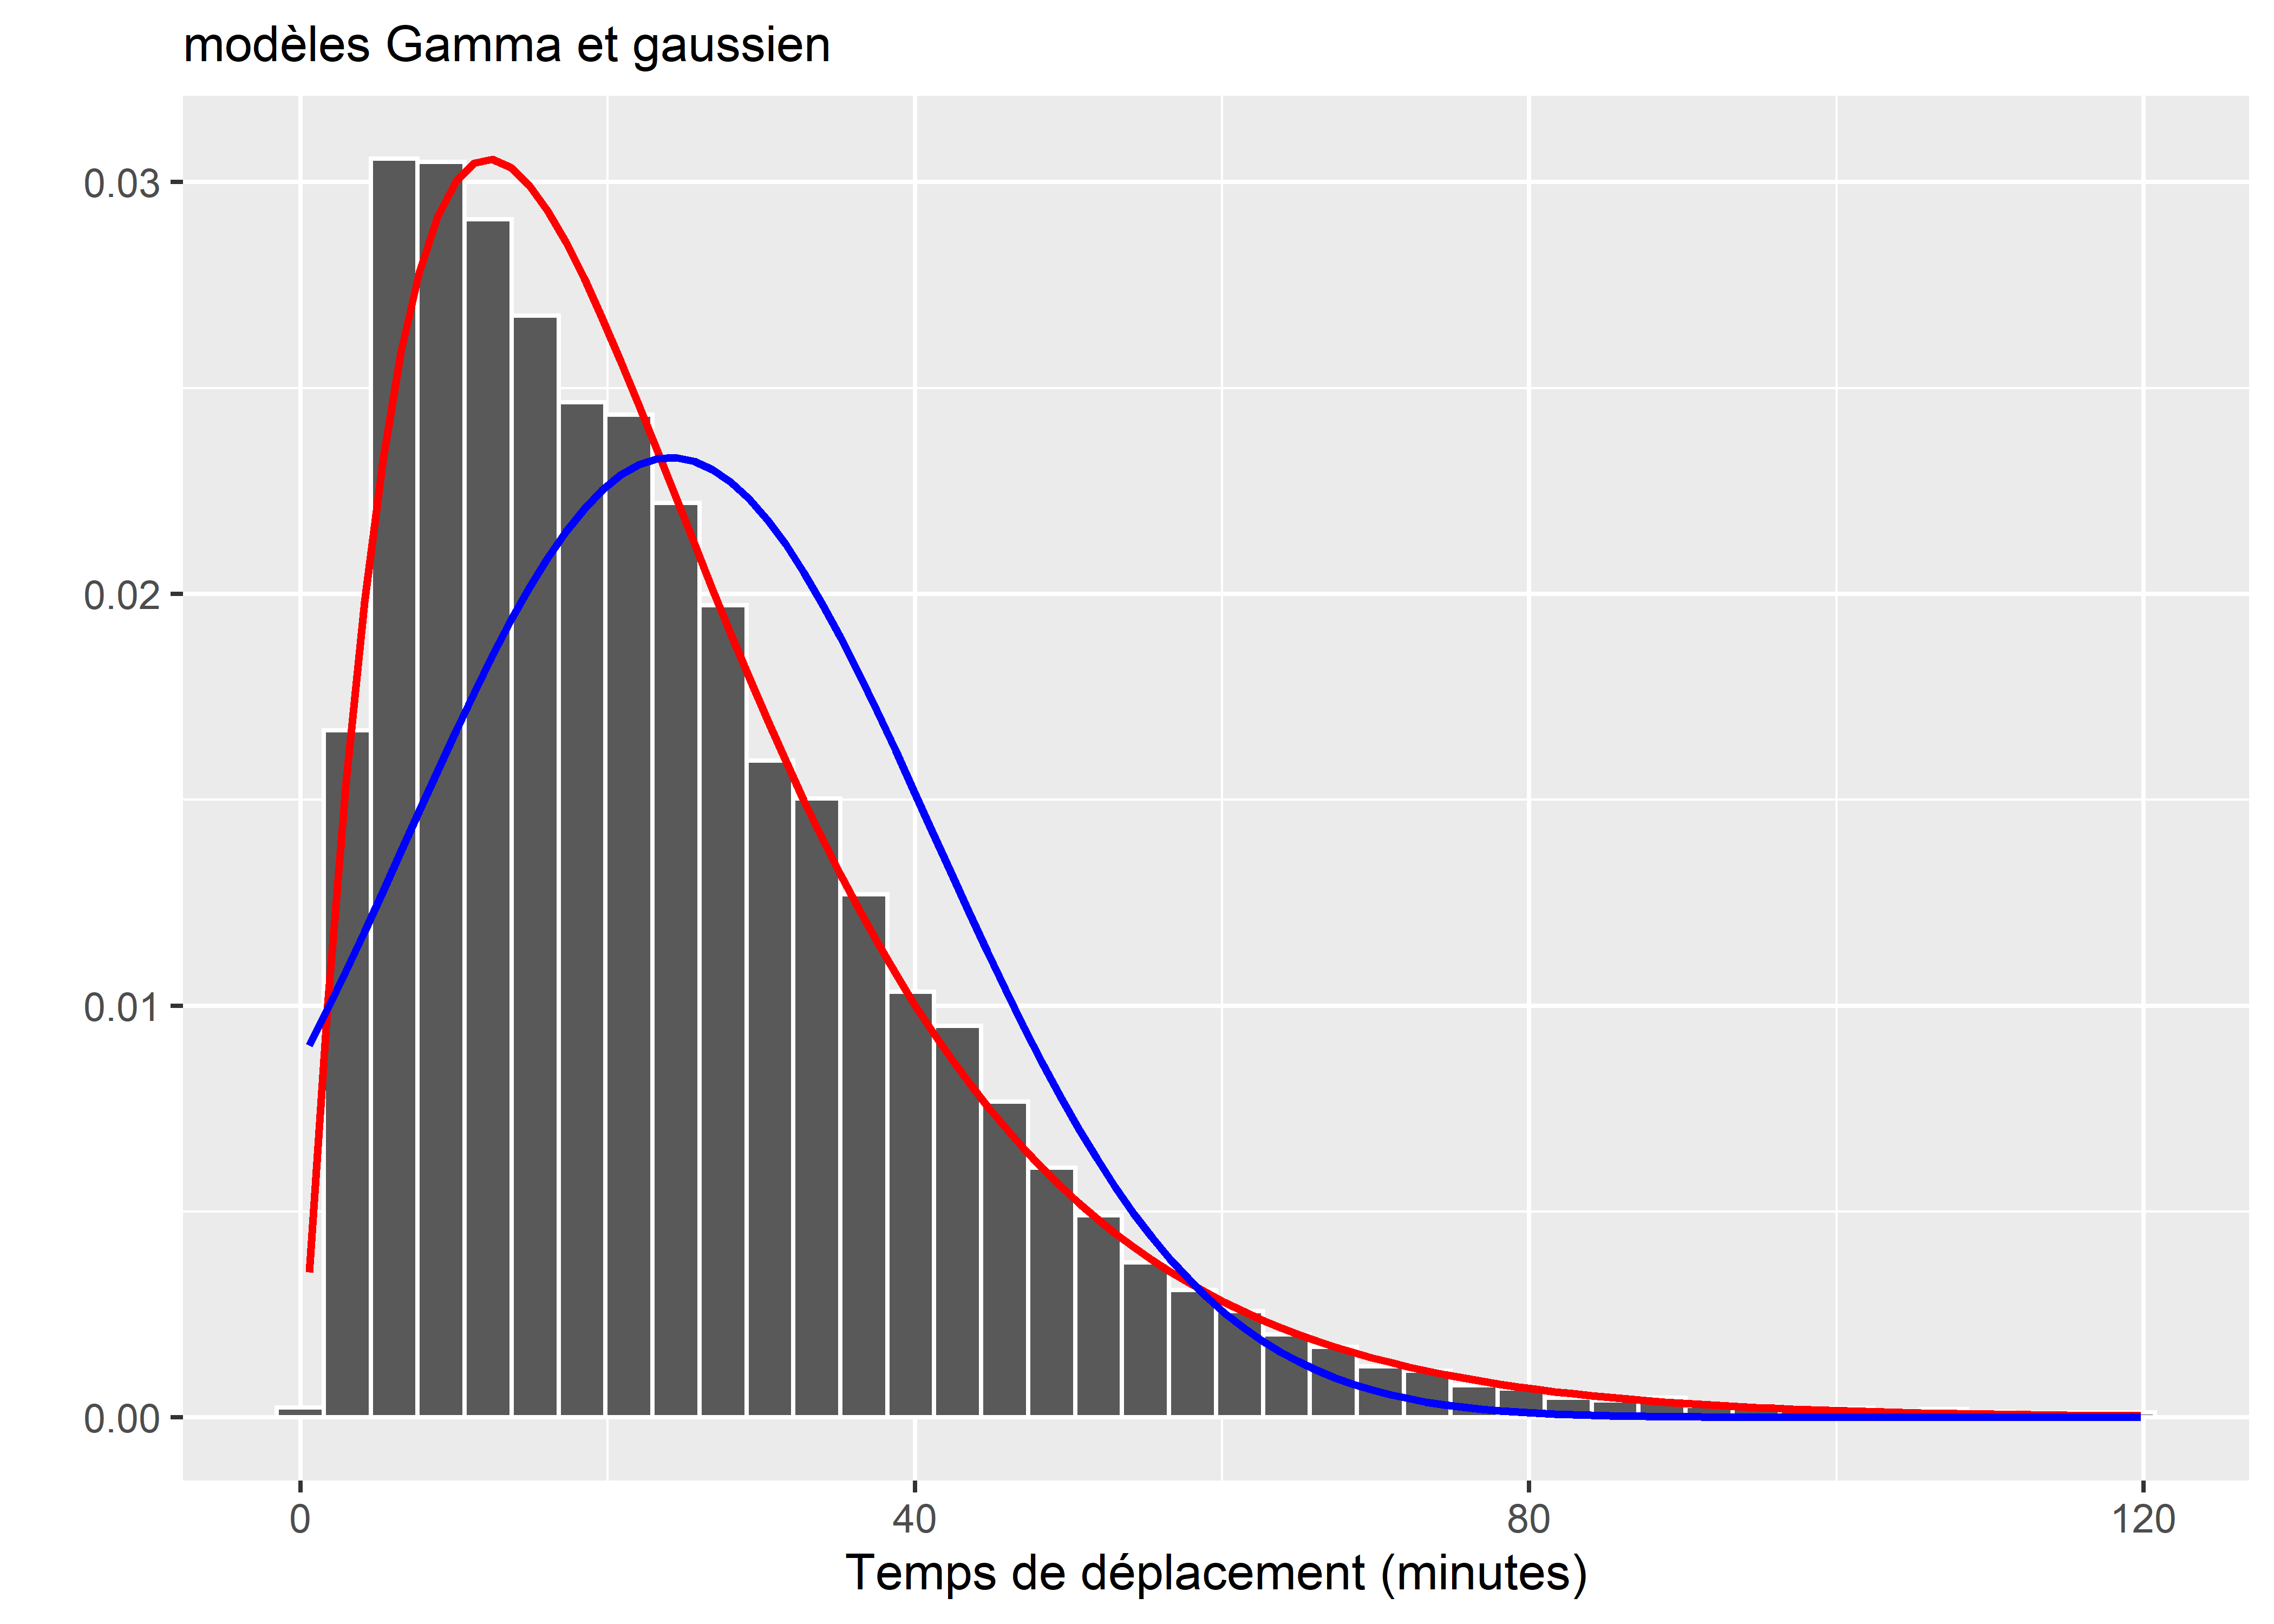 modèles Gamma et gaussien
0.03
0.02
0.01
0.00
0 40 80 120
Temps de déplacement (minutes)